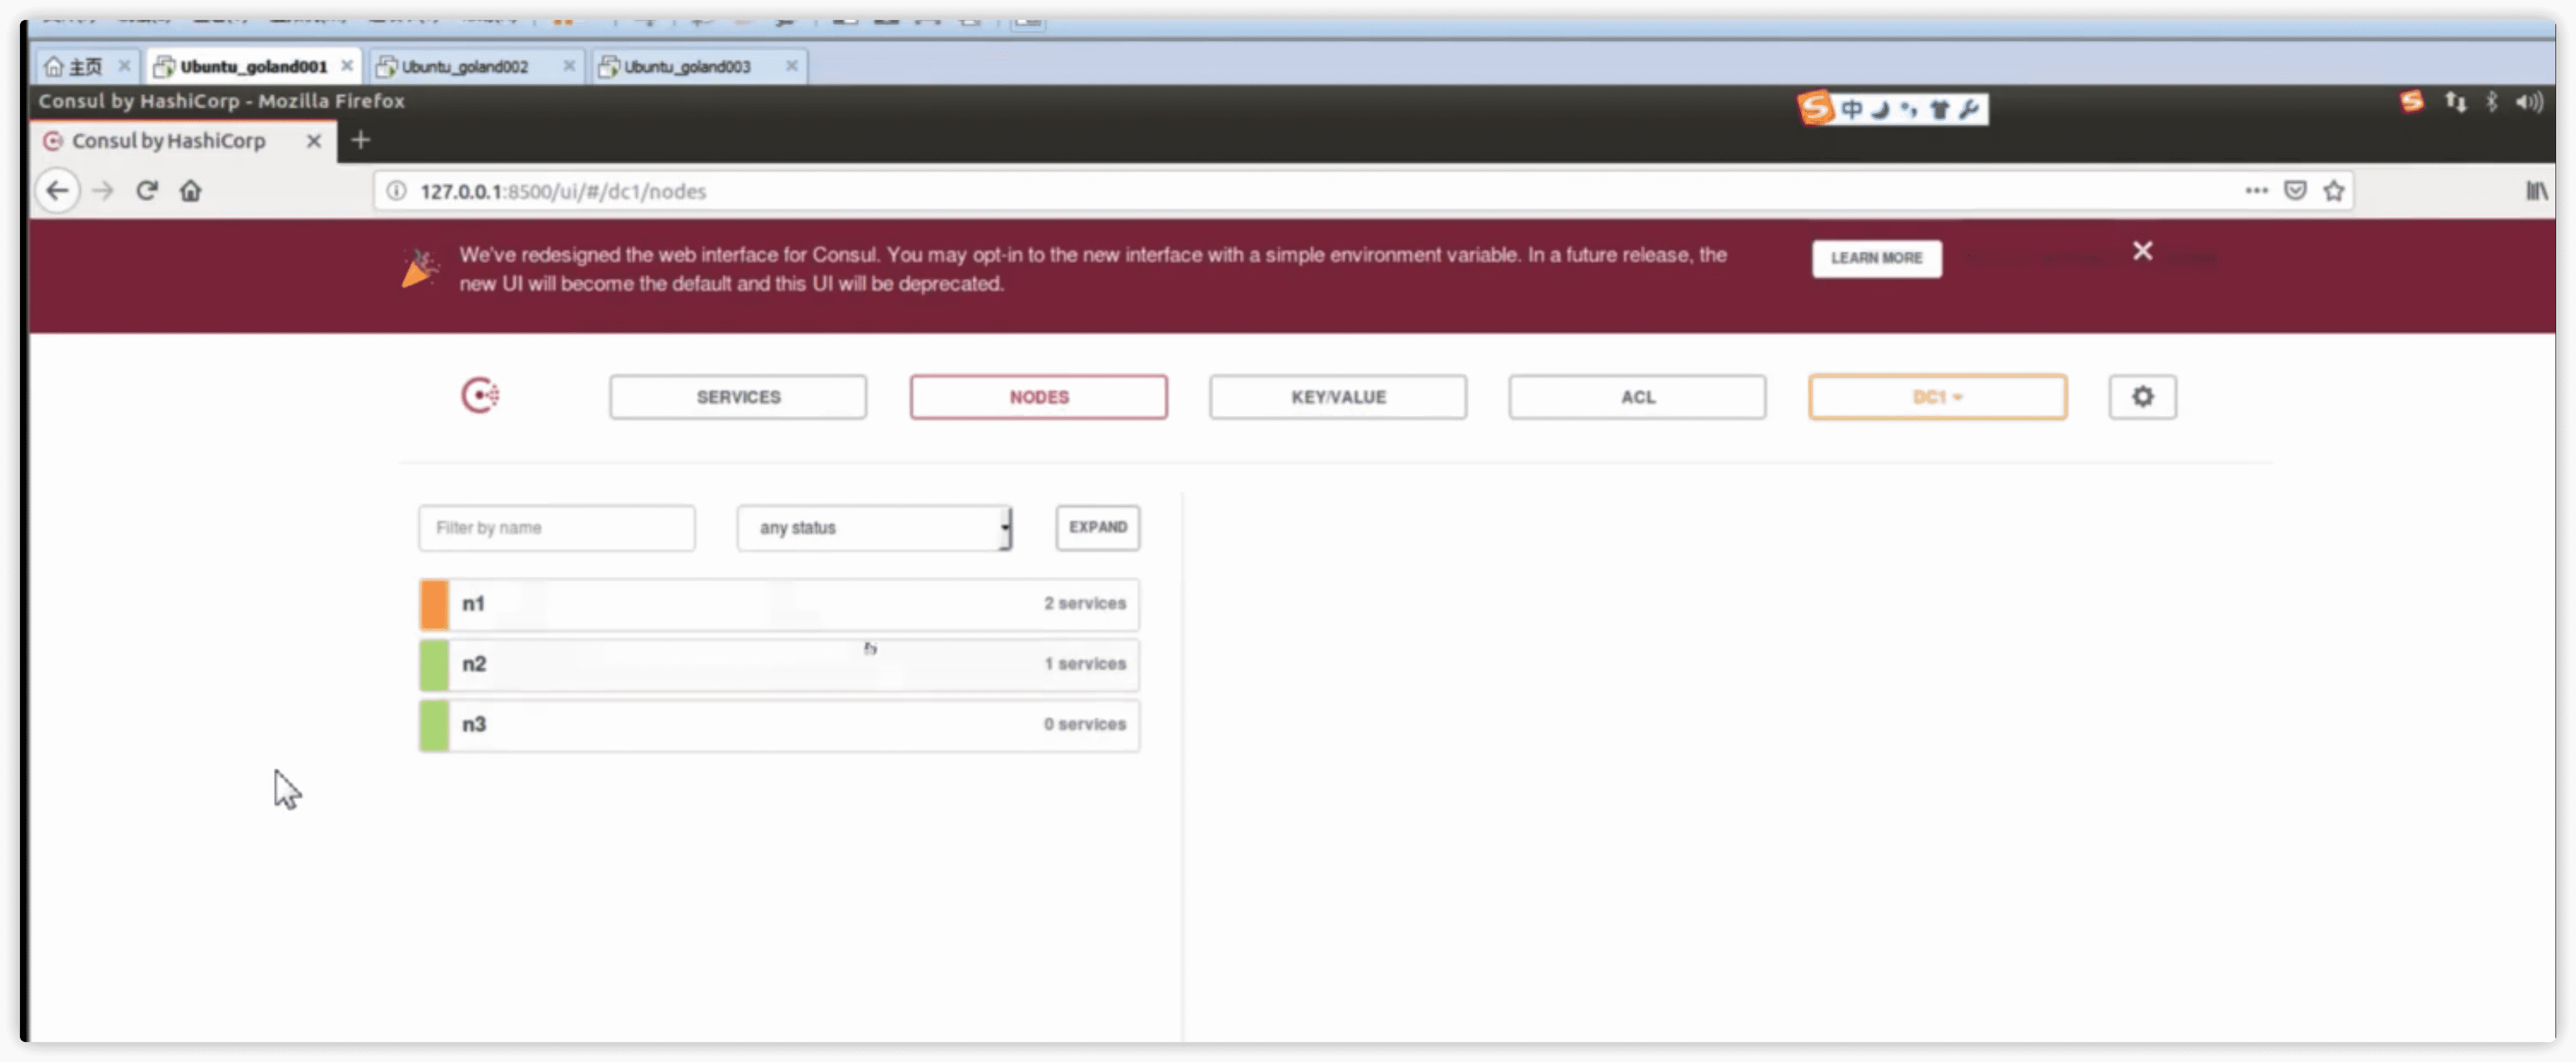 主页 Ubuntu_goland001 Ubuntu_goland002 Ubuntu_goland003
Consul by HashiCorp - Mozilla Firefox
中
Consul by HashiCorp
127.0.0.1:8500/ui/#/dc1/nodes
We've redesigned the web interface for Consul. You may opt-in to the new interface with a simple environment variable. In a future release, the
new UI will become the default and this UI will be deprecated.
LEARN MORE
SERVICES NODES KEY/VALUE ACL DC1
Filter by name any status EXPAND
n1 2 services
n2 1 services
n3 0 services